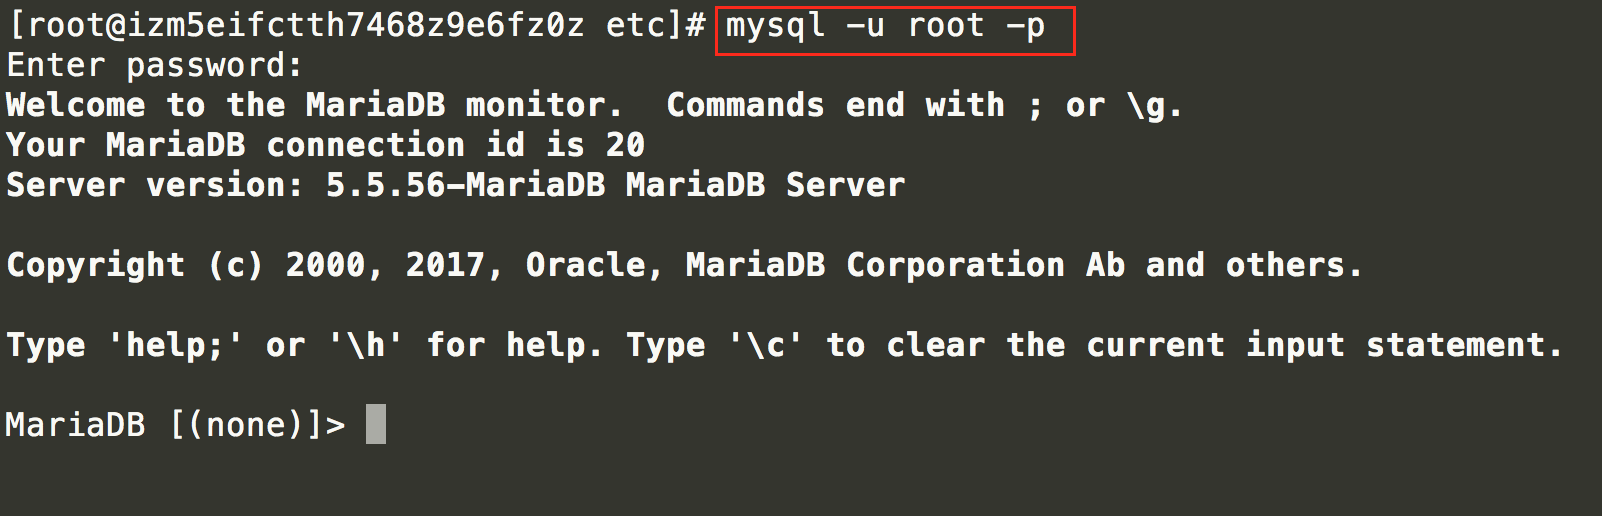 [root@izm5eifctth7468z9e6fz0z etc]# mysql -u root -p
Enter password:
Welcome to the MariaDB monitor.  Commands end with ; or \g.
Your MariaDB connection id is 20
Server version: 5.5.56-MariaDB MariaDB Server
Copyright (c) 2000, 2017, Oracle, MariaDB Corporation Ab and others.
Type 'help;' or '\h' for help. Type '\c' to clear the current input statement.
MariaDB [(none)]>